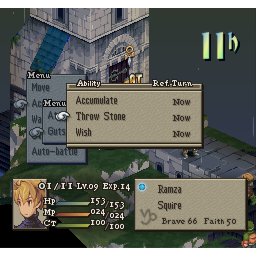 11h
Menu
Move
Ability Ref.Turn
Accumulate Now
Throw Stone Now
Wish Now
Menu
Guts
Auto-battle
01/11 Lv.09 Exp.14
Hp 153/153
MP 024/024
CT 100/100
Ramza
Squire
Brave 66 Faith 50